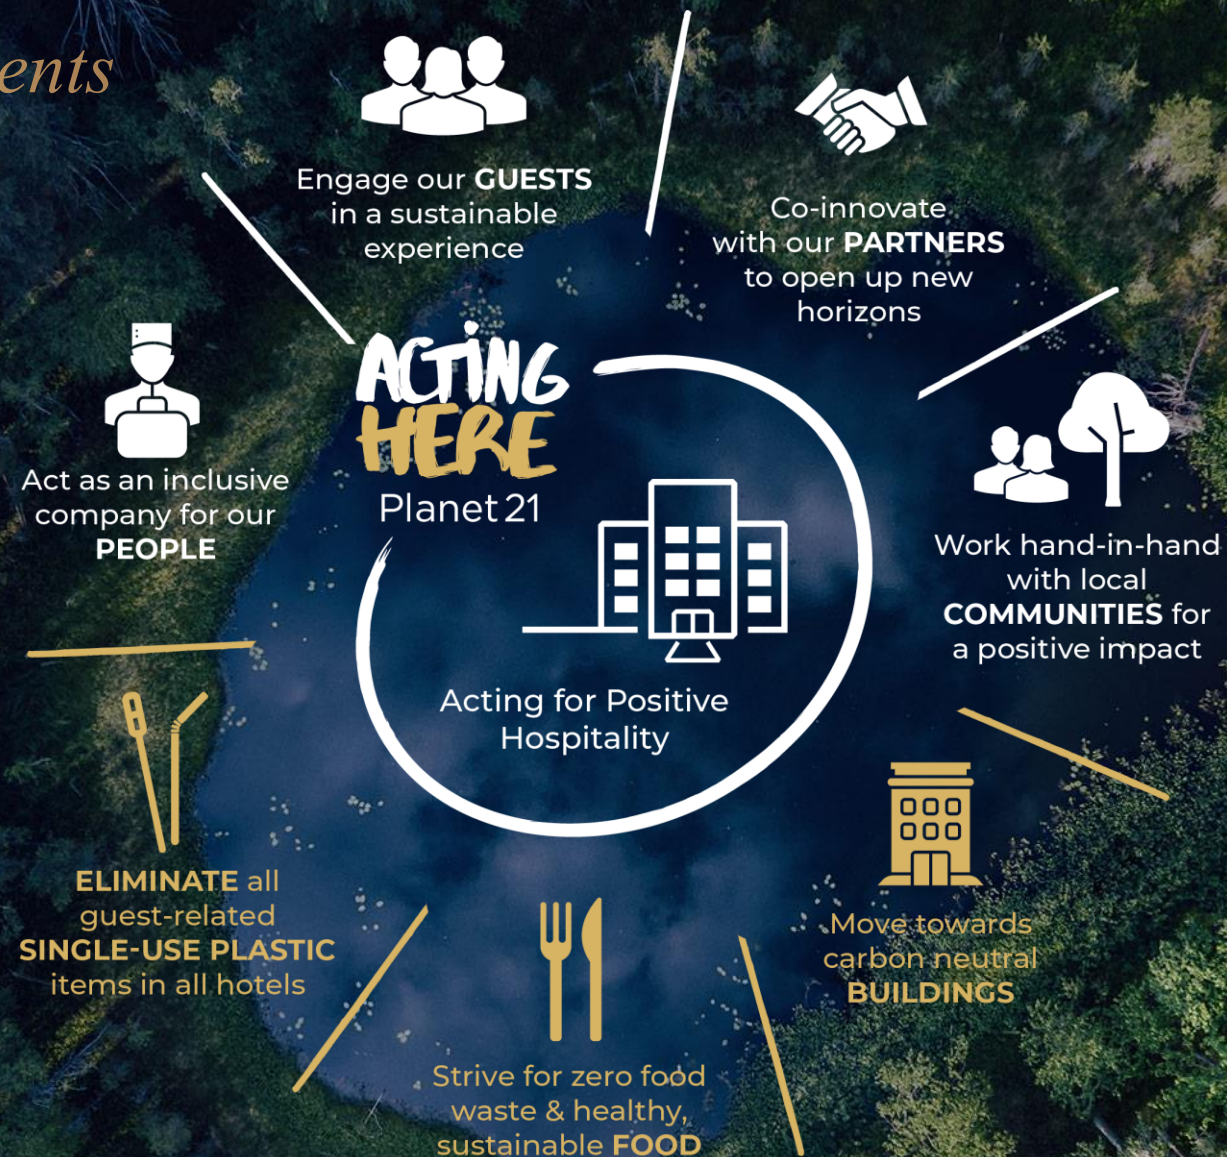 Engage our GUESTS
in a sustainable
experience
Co-innovate
with our PARTNERS
to open up new
horizons
Act as an inclusive
company for our
PEOPLE
ACTING
HERE
Planet 21
Work hand-in-hand
with local
COMMUNITIES for
a positive impact
Acting for Positive
Hospitality
ELIMINATE all
guest-related
SINGLE-USE PLASTIC
items in all hotels
Strive for zero food
waste & healthy,
sustainable FOOD
Move towards
carbon neutral
BUILDINGS